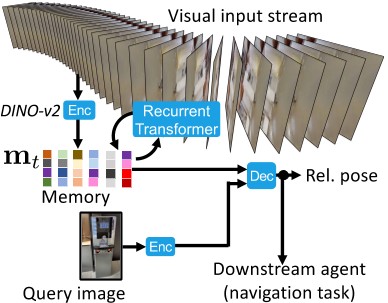 Visual input stream
DINO-v2
Enc
Recurrent
Transformer
m_t
Memory
Dec
Rel. pose
Enc
Query image
Downstream agent
(navigation task)